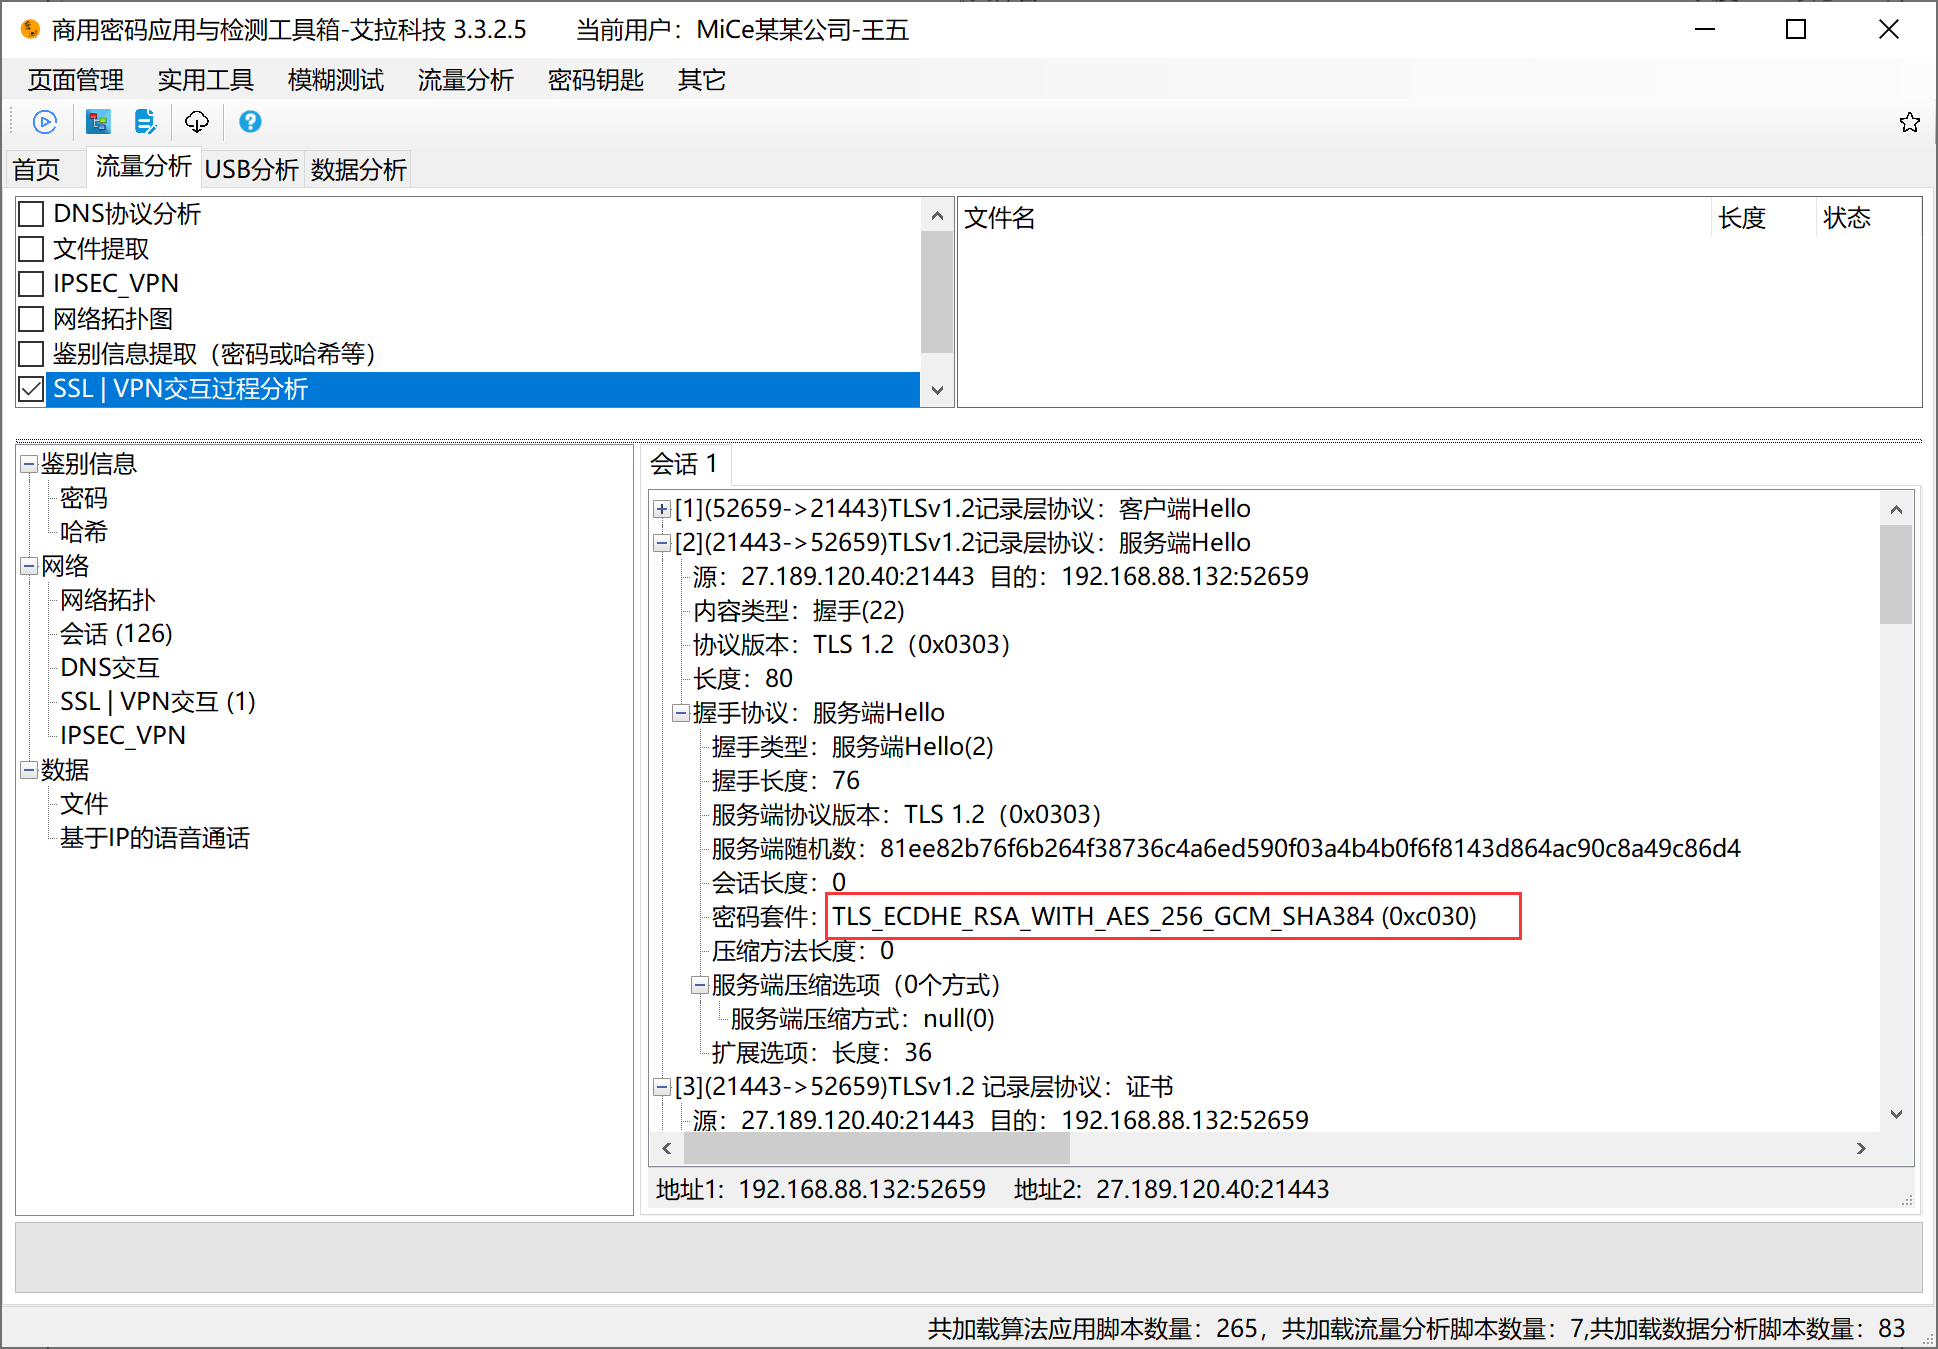 商用密码应用与检测工具箱-艾拉科技 3.3.2.5 当前用户：MiCe某某公司-王五
页面管理 实用工具 模糊测试 流量分析 密码钥匙 其它
首页 流量分析 USB分析 数据分析
DNS协议分析
文件提取
IPSEC_VPN
网络拓扑图
鉴别信息提取（密码或哈希等）
SSL | VPN交互过程分析
文件名 长度 状态
鉴别信息
密码
哈希
网络
网络拓扑
会话 (126)
DNS交互
SSL | VPN交互 (1)
IPSEC_VPN
数据
文件
基于IP的语音通话
会话 1
[1](52659->21443)TLSv1.2记录层协议：客户端Hello
[2](21443->52659)TLSv1.2记录层协议：服务端Hello
源：27.189.120.40:21443 目的：192.168.88.132:52659
内容类型：握手(22)
协议版本：TLS 1.2（0x0303）
长度：80
握手协议：服务端Hello
握手类型：服务端Hello(2)
握手长度：76
服务端协议版本：TLS 1.2（0x0303）
服务端随机数：81ee82b76f6b264f38736c4a6ed590f03a4b4b0f6f8143d864ac90c8a49c86d4
会话长度：0
密码套件：TLS_ECDHE_RSA_WITH_AES_256_GCM_SHA384 (0xc030)
压缩方法长度：0
服务端压缩选项（0个方式）
服务端压缩方式：null(0)
扩展选项：长度：36
[3](21443->52659)TLSv1.2 记录层协议：证书
源：27.189.120.40:21443 目的：192.168.88.132:52659
地址1：192.168.88.132:52659 地址2：27.189.120.40:21443
共加载算法应用脚本数量：265，共加载流量分析脚本数量：7,共加载数据分析脚本数量：83